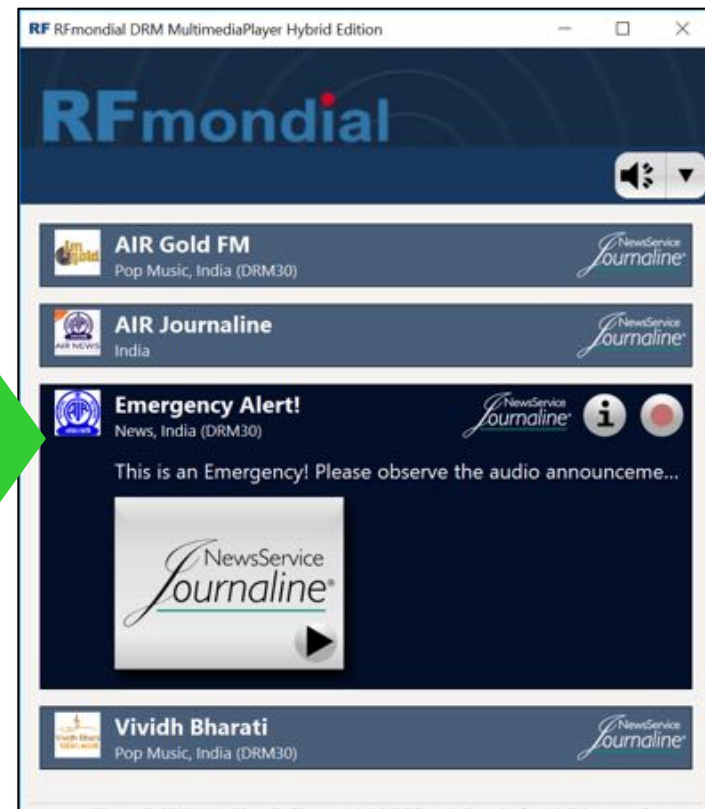 RF RFmondial DRM MultimediaPlayer Hybrid Edition
RFmondial
AIR Gold FM
Pop Music, India (DRM30)
NewsService
Journaline®
AIR Journaline
India
NewsService
Journaline®
AIR NEWS
Emergency Alert!
News, India (DRM30)
NewsService
Journaline®
This is an Emergency! Please observe the audio announceme...
NewsService
Journaline®
Vividh Bharati
Pop Music, India (DRM30)
NewsService
Journaline®